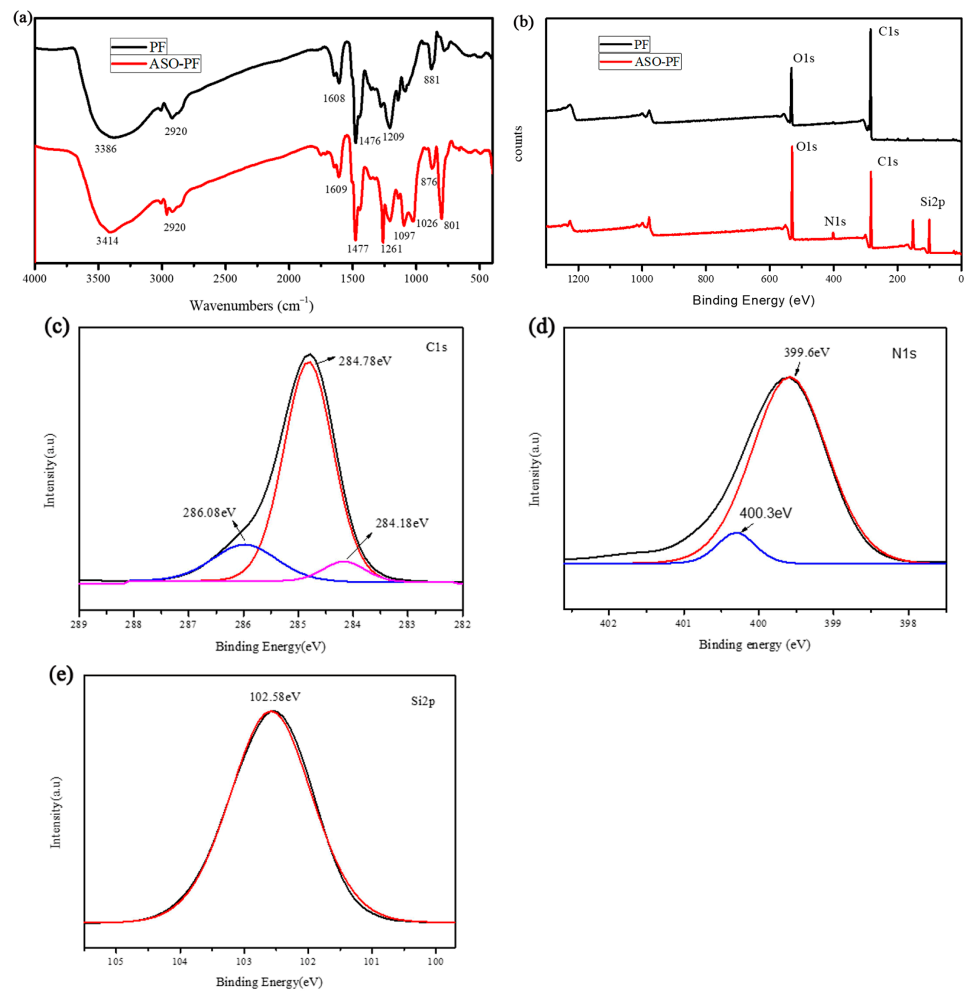 (a)
PF
ASO-PF
3386
2920
1608
1476
1209
881
3414
2920
1609
1477
1261
1097
1026
876
801
4000 3500 3000 2500 2000 1500 1000 500
Wavenumbers (cm⁻¹)
(b)
PF
ASO-PF
O1s
C1s
O1s
N1s
C1s
Si2p
counts
1200 1000 800 600 400 200 0
Binding Energy (eV)
(c)
C1s
284.78eV
286.08eV
284.18eV
Intensity(a.u)
289 288 287 286 285 284 283 282
Binding Energy(eV)
(d)
N1s
399.6eV
400.3eV
Intensity(a.u)
402 401 400 399 398
Binding energy (eV)
(e)
Si2p
102.58eV
Intensity(a.u)
105 104 103 102 101 100
Binding Energy(eV)